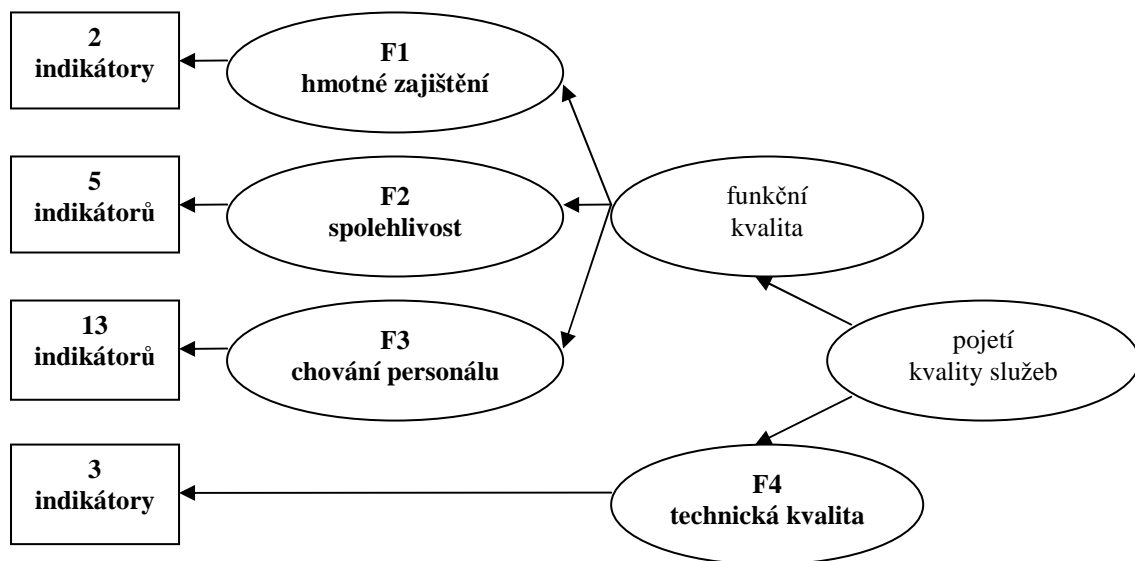 2
indikátory
F1
hmotné zajištění
5
indikátorů
F2
spolehlivost
funkční
kvalita
13
indikátorů
F3
chování personálu
pojetí
kvality služeb
3
indikátory
F4
technická kvalita